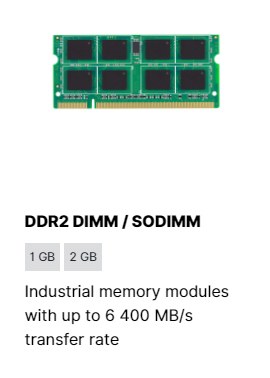 DDR2 DIMM / SODIMM
1 GB 2 GB
Industrial memory modules
with up to 6 400 MB/s
transfer rate